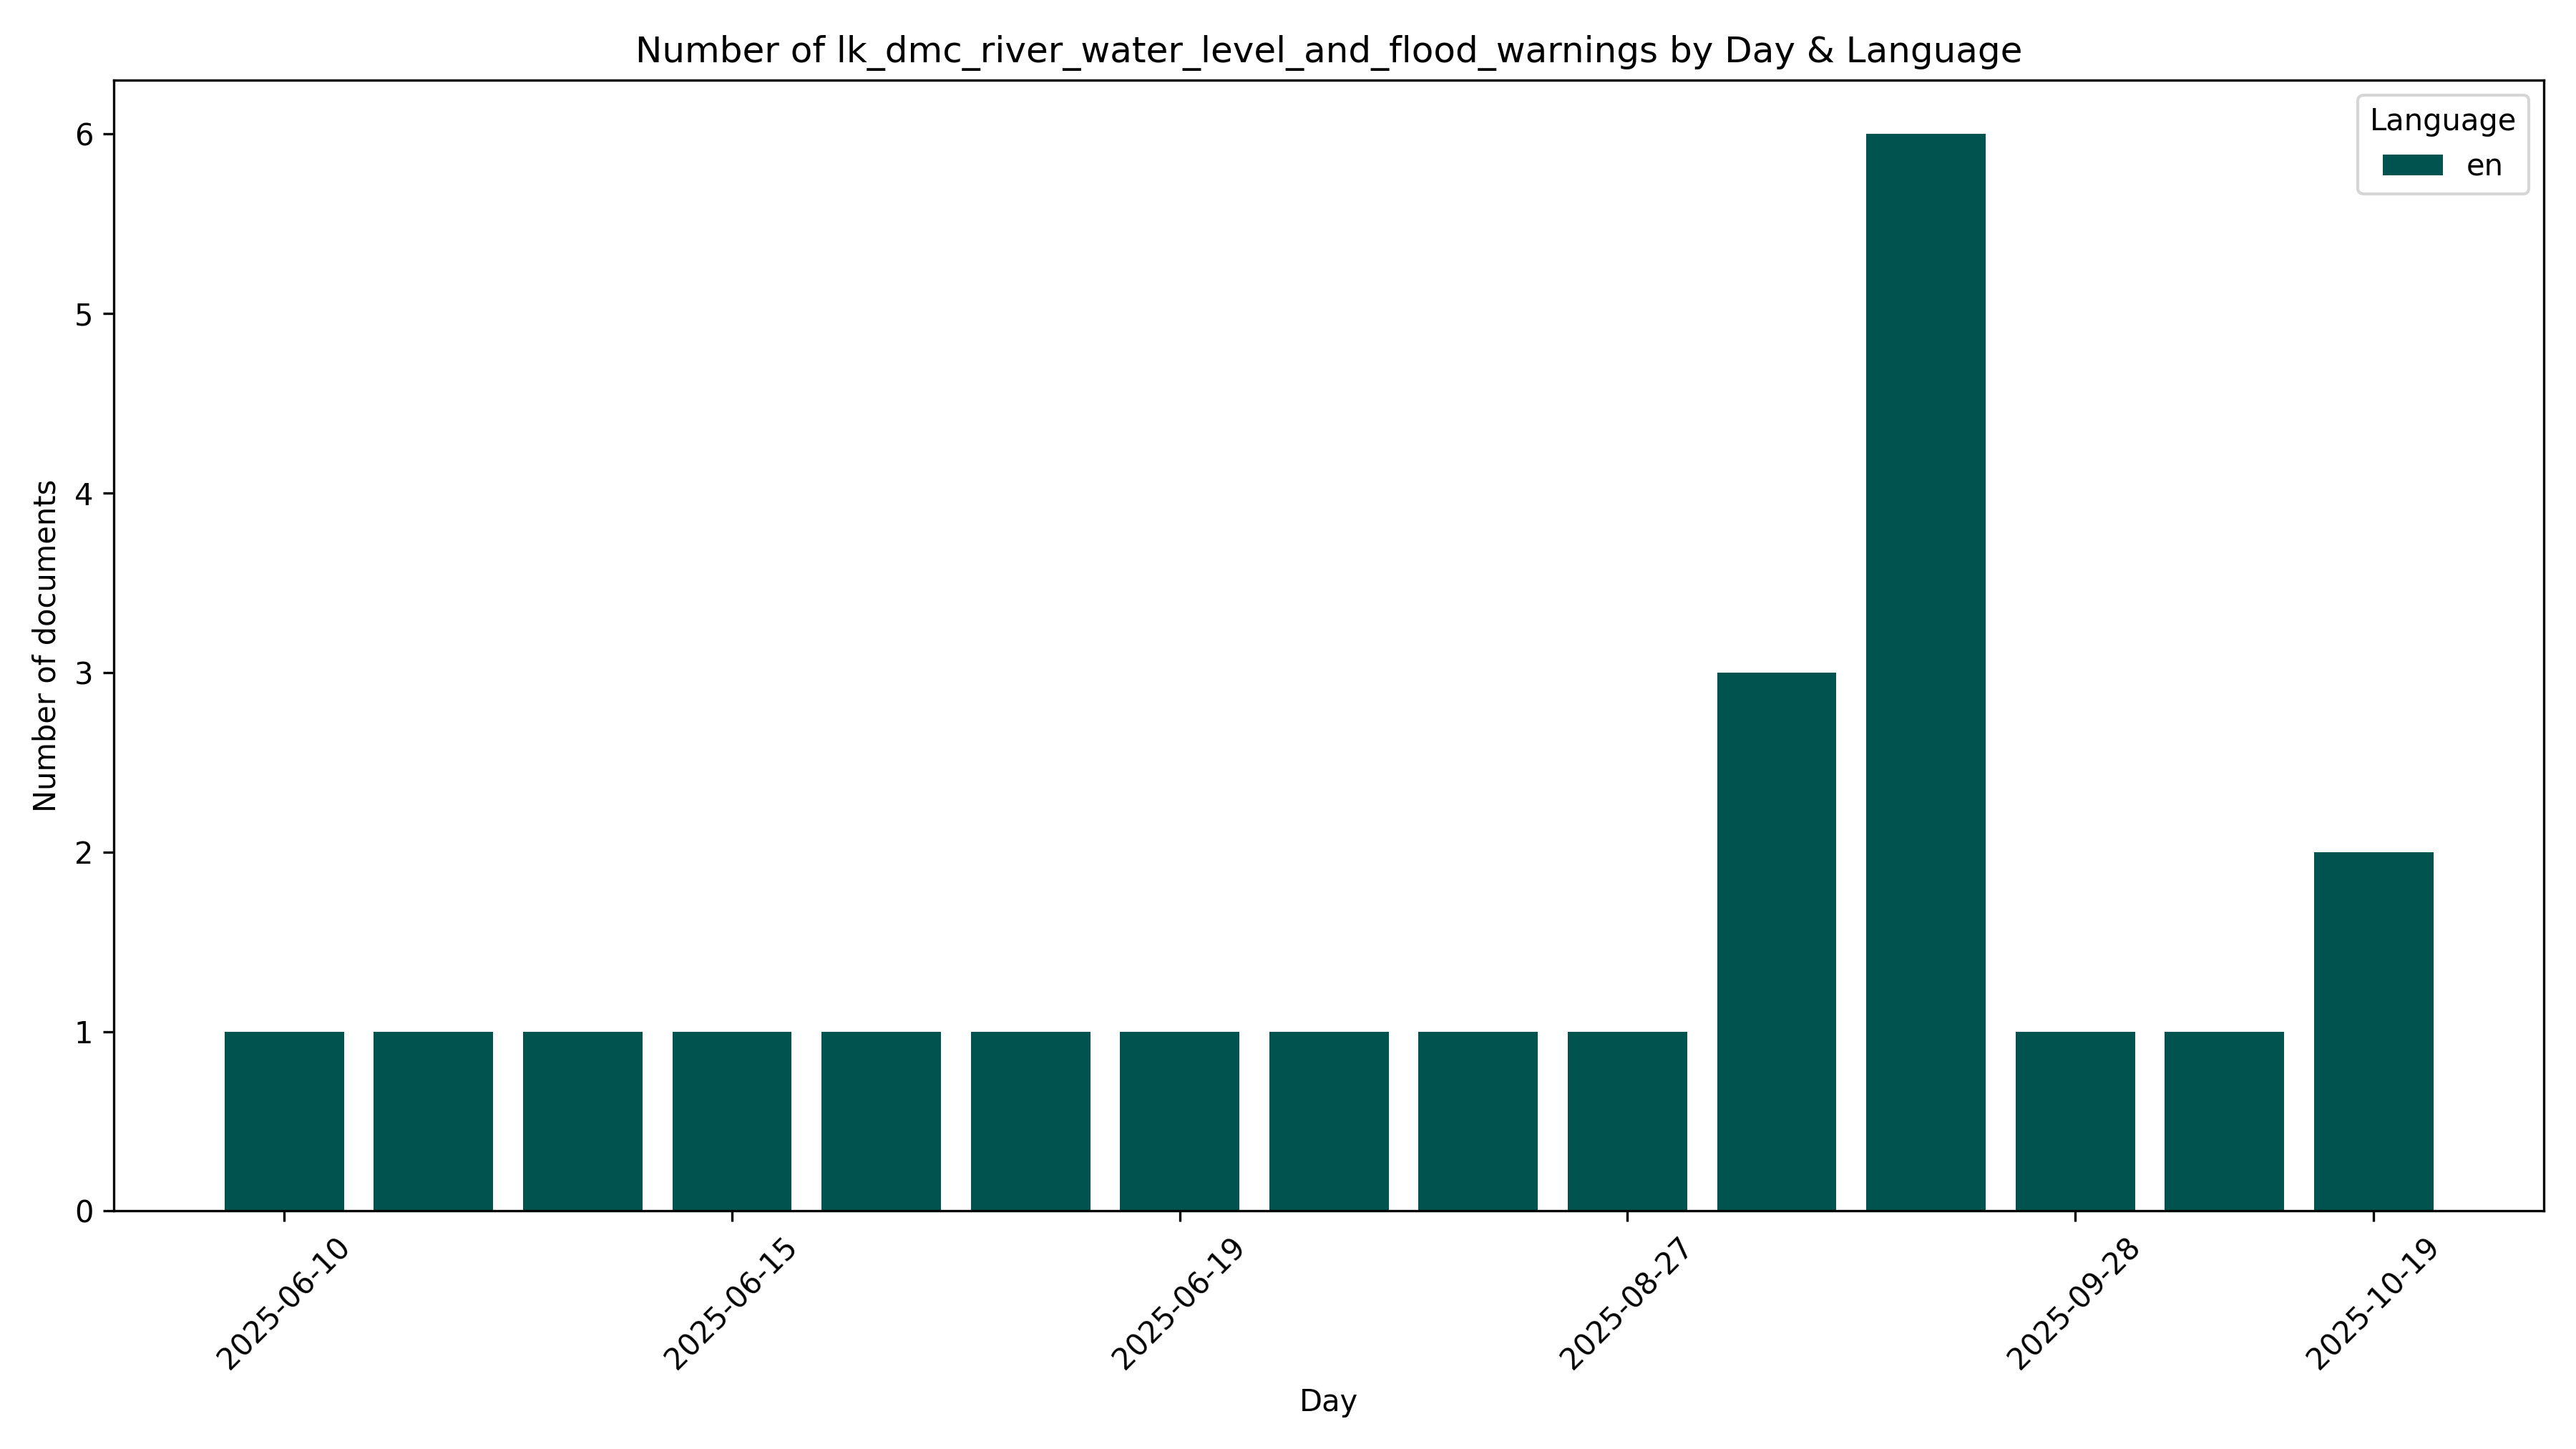 Number of lk_dmc_river_water_level_and_flood_warnings by Day & Language
Language
en
Number of documents
6
5
4
3
2
1
0
2025-06-10
2025-06-15
2025-06-19
2025-08-27
2025-09-28
2025-10-19
Day